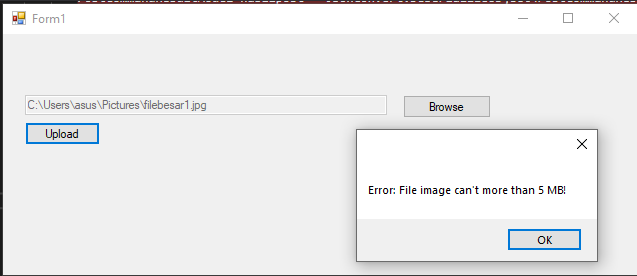 Form1
C:\Users\asus\Pictures\filebesar1.jpg
Browse
Upload
Error: File image can't more than 5 MB!
OK